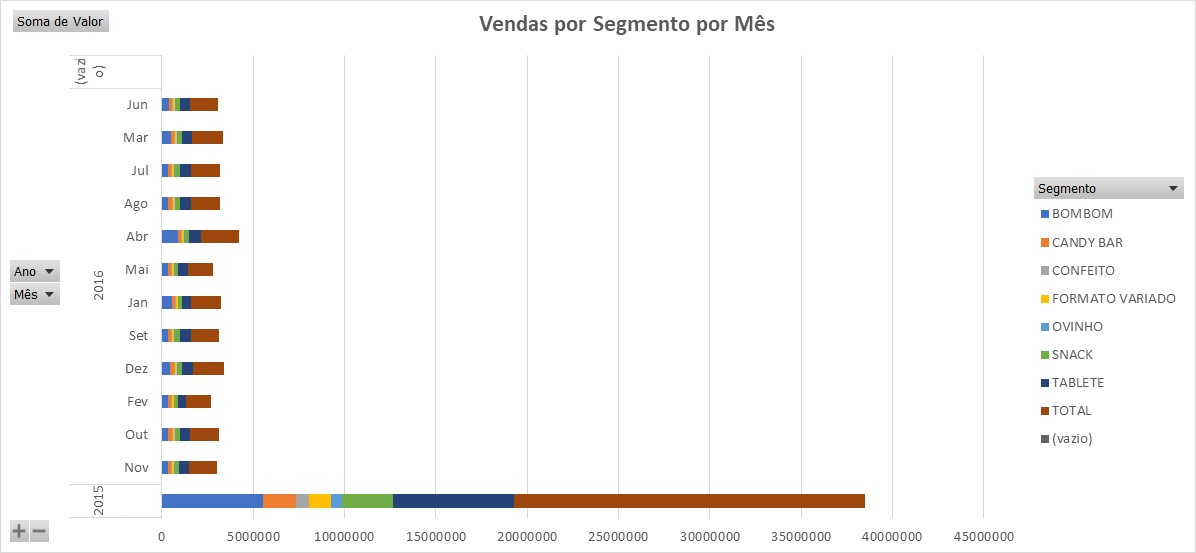 Soma de Valor
Vendas por Segmento por Mês
(vazi
o)
Jun
Mar
Jul
Ago
Abr
Mai
Jan
Set
Dez
Fev
Out
Nov
2016
2015
Ano
Mês
0 5000000 10000000 15000000 20000000 25000000 30000000 35000000 40000000 45000000
Segmento
BOMBOM
CANDY BAR
CONFEITO
FORMATO VARIADO
OVINHO
SNACK
TABLETE
TOTAL
(vazio)